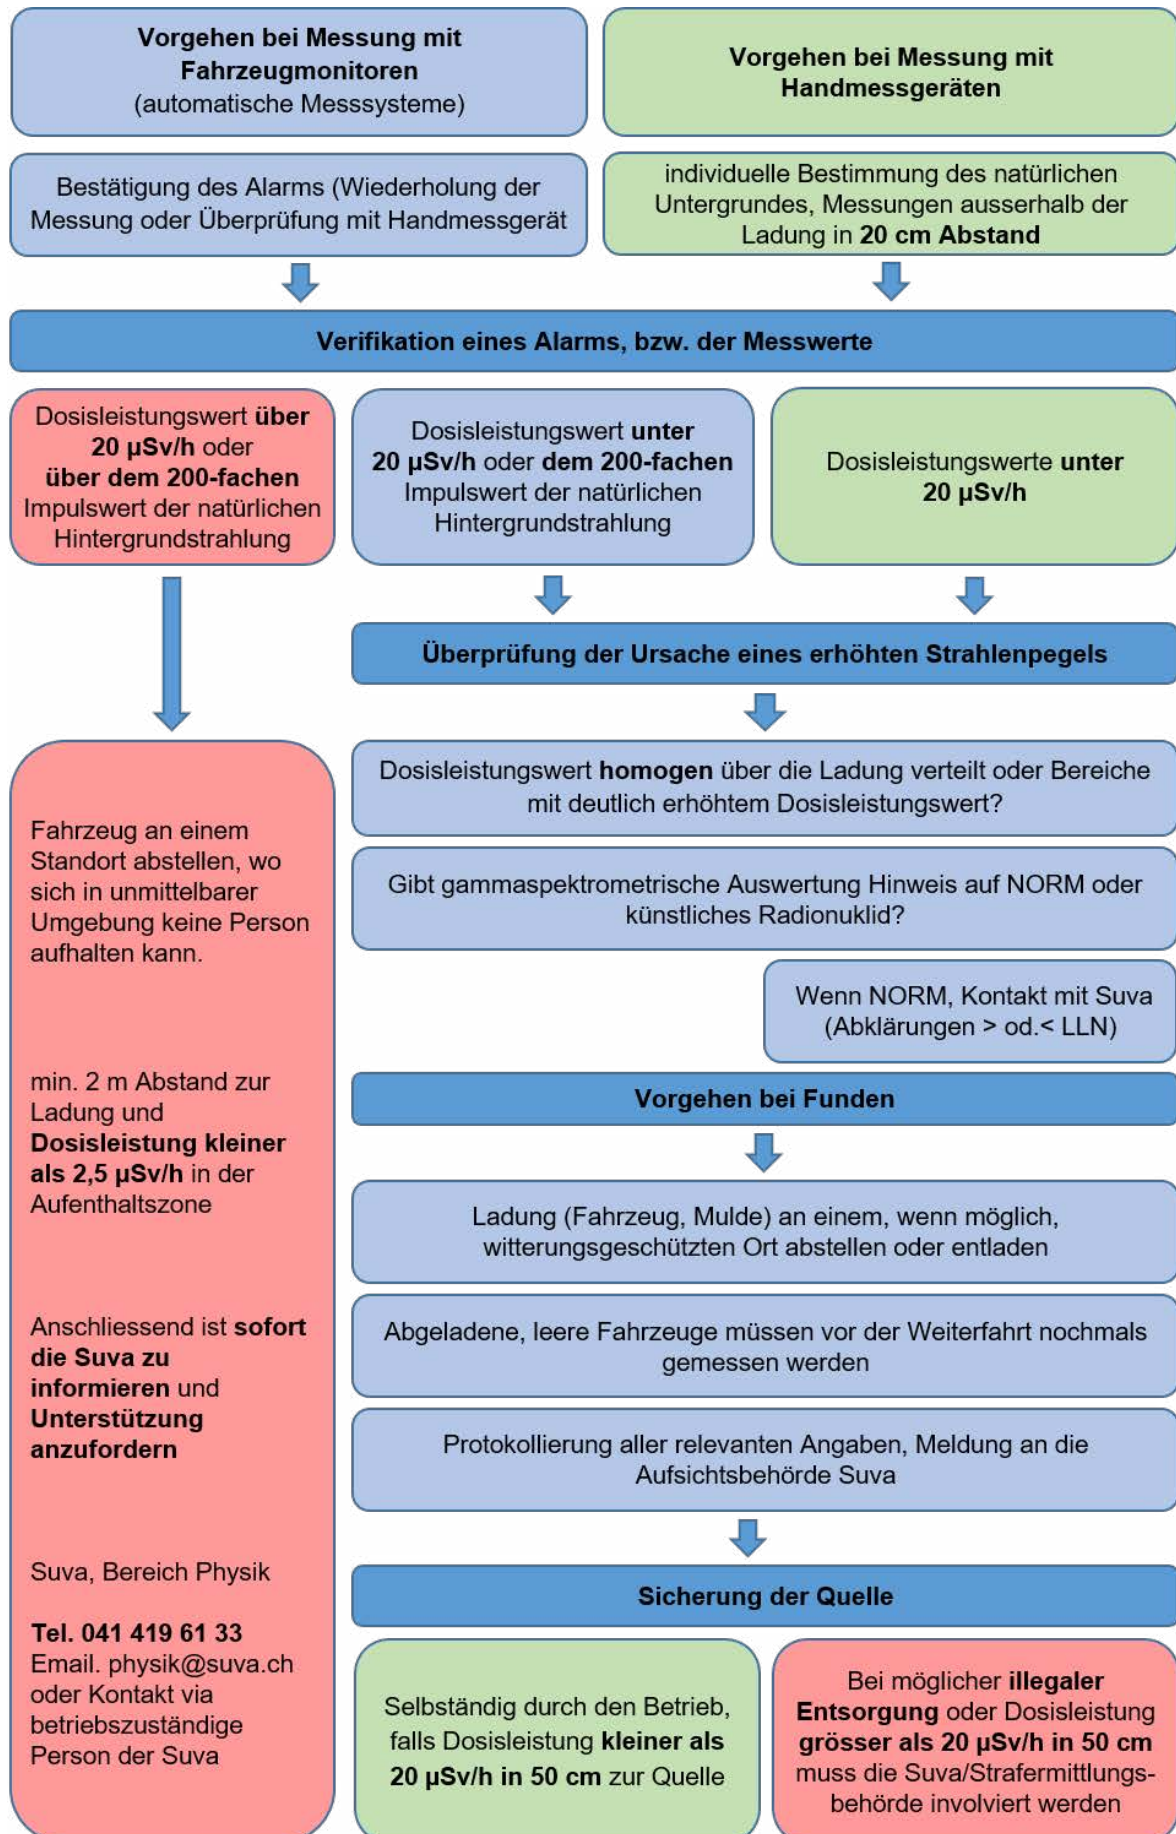 Vorgehen bei Messung mit
Fahrzeugmonitoren
(automatische Messsysteme)
Vorgehen bei Messung mit
Handmessgeräten
Bestätigung des Alarms (Wiederholung der
Messung oder Überprüfung mit Handmessgerät
individuelle Bestimmung des natürlichen
Untergrundes, Messungen ausserhalb der
Ladung in 20 cm Abstand
Verifikation eines Alarms, bzw. der Messwerte
Dosisleistungswert über
20 µSv/h oder
über dem 200-fachen
Impulswert der natürlichen
Hintergrundstrahlung
Dosisleistungswert unter
20 µSv/h oder dem 200-fachen
Impulswert der natürlichen
Hintergrundstrahlung
Dosisleistungswerte unter
20 µSv/h
Überprüfung der Ursache eines erhöhten Strahlenpegels
Fahrzeug an einem
Standort abstellen, wo
sich in unmittelbarer
Umgebung keine Person
aufhalten kann.
min. 2 m Abstand zur
Ladung und
Dosisleistung kleiner
als 2,5 µSv/h in der
Aufenthaltszone
Anschliessend ist sofort
die Suva zu
informieren und
Unterstützung
anzufordern
Suva, Bereich Physik
Tel. 041 419 61 33
Email. physik@suva.ch
oder Kontakt via
betriebszuständige
Person der Suva
Dosisleistungswert homogen über die Ladung verteilt oder Bereiche
mit deutlich erhöhtem Dosisleistungswert?
Gibt gammaspektrometrische Auswertung Hinweis auf NORM oder
künstliches Radionuklid?
Wenn NORM, Kontakt mit Suva
(Abklärungen > od.< LLN)
Vorgehen bei Funden
Ladung (Fahrzeug, Mulde) an einem, wenn möglich,
witterungsgeschützten Ort abstellen oder entladen
Abgeladene, leere Fahrzeuge müssen vor der Weiterfahrt nochmals
gemessen werden
Protokollierung aller relevanten Angaben, Meldung an die
Aufsichtsbehörde Suva
Sicherung der Quelle
Selbständig durch den Betrieb,
falls Dosisleistung kleiner als
20 µSv/h in 50 cm zur Quelle
Bei möglicher illegaler
Entsorgung oder Dosisleistung
grösser als 20 µSv/h in 50 cm
muss die Suva/Strafermittlungs-
behörde involviert werden